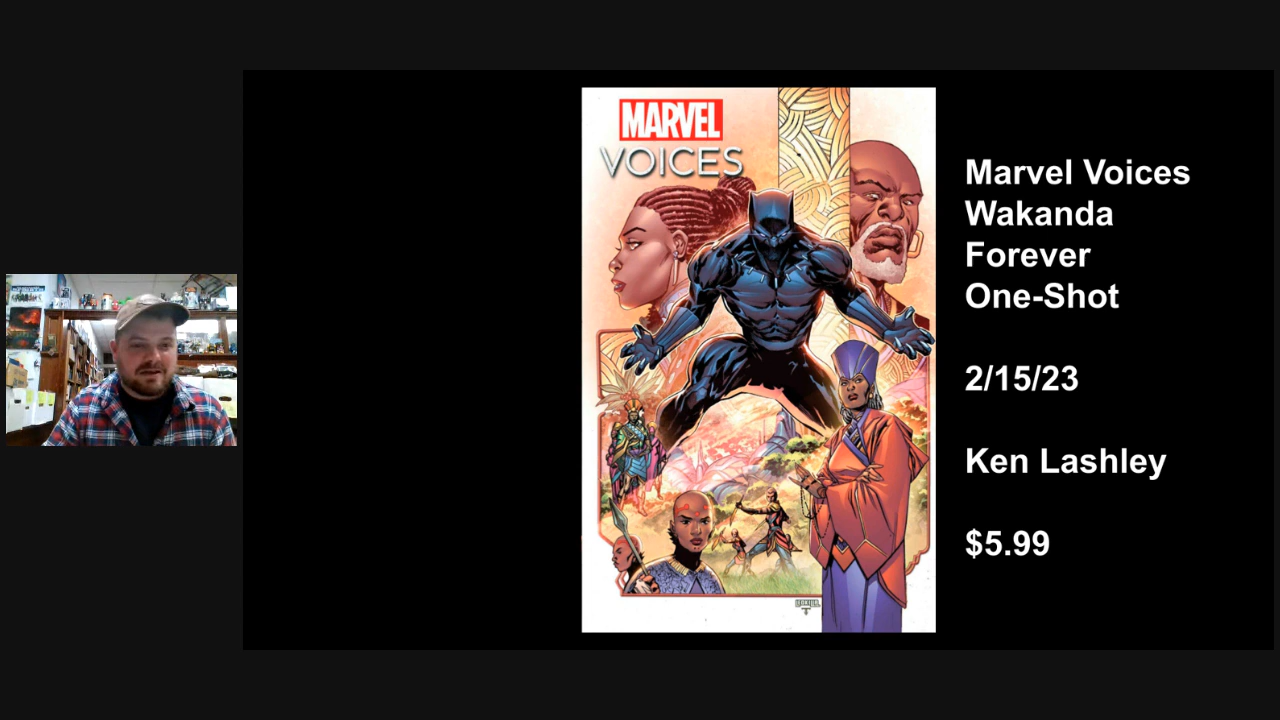 MARVEL
VOICES
Marvel Voices
Wakanda
Forever
One-Shot
2/15/23
Ken Lashley
$5.99